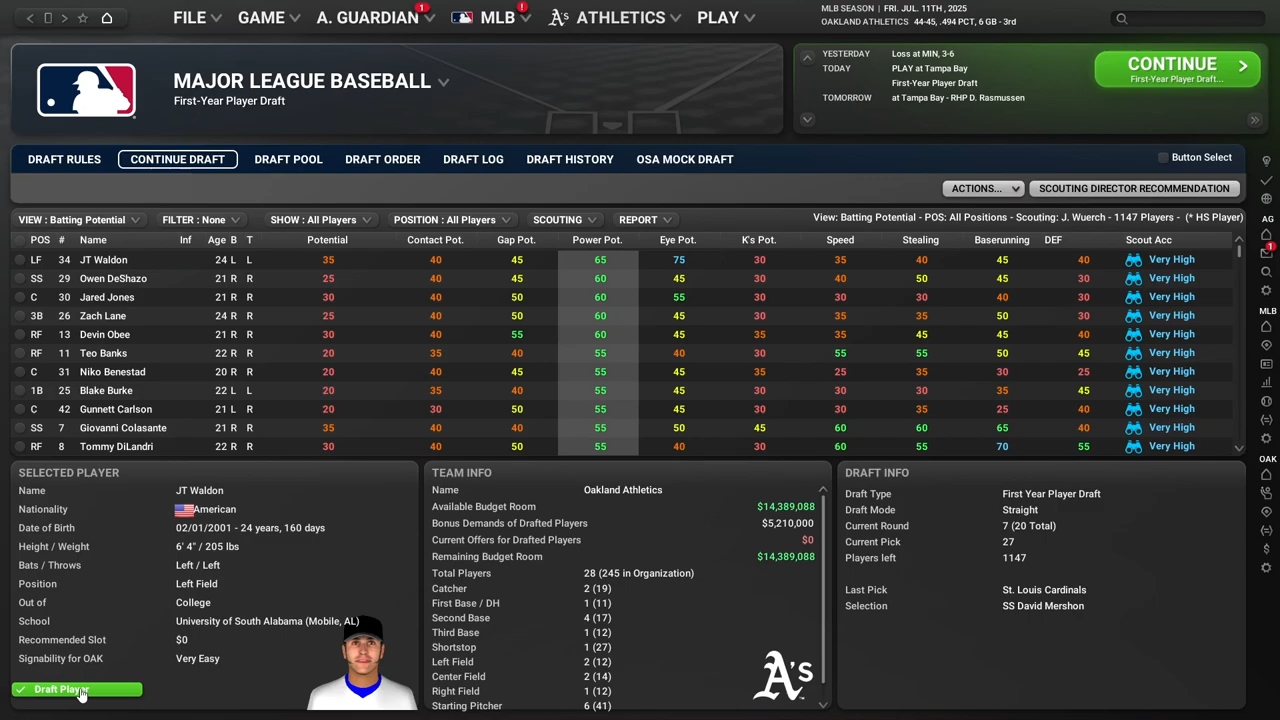 FILE GAME A. GUARDIAN 1 MLB ! A's ATHLETICS PLAY
MLB SEASON | FRI. JUL. 11TH , 2025
OAKLAND ATHLETICS 44-45, .494 PCT, 6 GB - 3rd
MAJOR LEAGUE BASEBALL
First-Year Player Draft
YESTERDAY Loss at MIN, 3-6
TODAY PLAY at Tampa Bay
First-Year Player Draft
TOMORROW at Tampa Bay - RHP D. Rasmussen
CONTINUE
First-Year Player Draft...
DRAFT RULES CONTINUE DRAFT DRAFT POOL DRAFT ORDER DRAFT LOG DRAFT HISTORY OSA MOCK DRAFT Button Select
ACTIONS... SCOUTING DIRECTOR RECOMMENDATION
VIEW : Batting Potential FILTER : None SHOW : All Players POSITION : All Players SCOUTING REPORT View: Batting Potential - POS: All Positions - Scouting: J. Wuerch - 1147 Players - (* HS Player)
POS # Name Inf Age B T Potential Contact Pot. Gap Pot. Power Pot. Eye Pot. K's Pot. Speed Stealing Baserunning DEF Scout Acc
LF 34 JT Waldon 24 L L 35 40 45 65 75 30 35 40 45 40 Very High
SS 29 Owen DeShazo 21 R R 25 40 45 60 45 30 40 50 45 30 Very High
C 30 Jared Jones 21 R R 30 40 50 60 55 30 30 30 40 30 Very High
3B 26 Zach Lane 24 R R 25 40 50 60 45 30 35 35 50 30 Very High
RF 13 Devin Obee 21 R R 30 40 55 60 45 35 35 45 45 40 Very High
RF 11 Teo Banks 22 R R 20 35 40 55 40 30 55 55 50 45 Very High
C 31 Niko Benestad 20 R R 20 40 45 55 45 35 25 35 30 25 Very High
1B 25 Blake Burke 22 L L 20 35 40 55 45 30 30 30 35 45 Very High
C 42 Gunnett Carlson 21 L R 20 30 50 55 45 30 30 35 25 40 Very High
SS 7 Giovanni Colasante 21 R R 35 40 40 55 50 45 60 60 65 40 Very High
RF 8 Tommy DiLandri 22 R R 30 40 50 55 40 30 60 55 70 55 Very High
SELECTED PLAYER
Name JT Waldon
Nationality American
Date of Birth 02/01/2001 - 24 years, 160 days
Height / Weight 6' 4" / 205 lbs
Bats / Throws Left / Left
Position Left Field
Out of College
School University of South Alabama (Mobile, AL)
Recommended Slot $0
Signability for OAK Very Easy
Draft Player
TEAM INFO
Name Oakland Athletics
Available Budget Room $14,389,088
Bonus Demands of Drafted Players $5,210,000
Current Offers for Drafted Players $0
Remaining Budget Room $14,389,088
Total Players 28 (245 in Organization)
Catcher 2 (19)
First Base / DH 1 (11)
Second Base 4 (17)
Third Base 1 (12)
Shortstop 1 (27)
Left Field 2 (12)
Center Field 2 (14)
Right Field 1 (12)
Starting Pitcher 6 (41)
A's
DRAFT INFO
Draft Type First Year Player Draft
Draft Mode Straight
Current Round 7 (20 Total)
Current Pick 27
Players left 1147
Last Pick St. Louis Cardinals
Selection SS David Mershon
AG
1
MLB
OAK